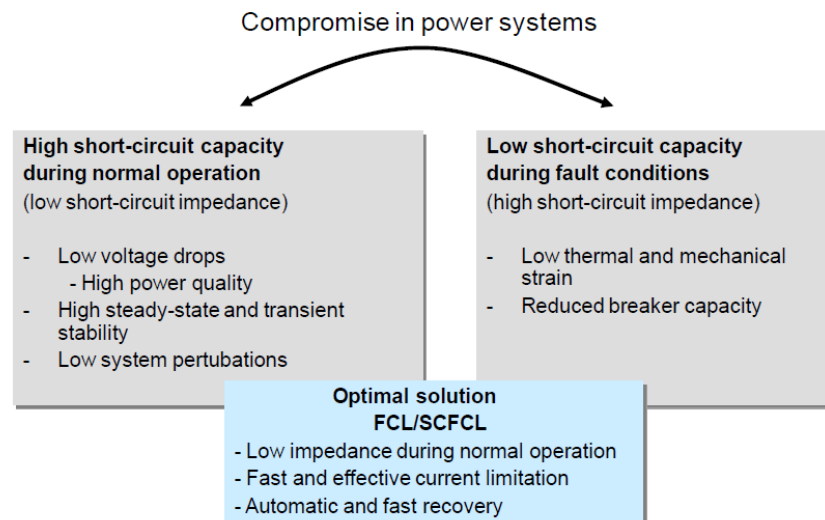 Compromise in power systems
High short-circuit capacity
during normal operation
(low short-circuit impedance)
- Low voltage drops
- High power quality
- High steady-state and transient
stability
- Low system pertubations
Low short-circuit capacity
during fault conditions
(high short-circuit impedance)
- Low thermal and mechanical
strain
- Reduced breaker capacity
Optimal solution
FCL/SCFCL
- Low impedance during normal operation
- Fast and effective current limitation
- Automatic and fast recovery